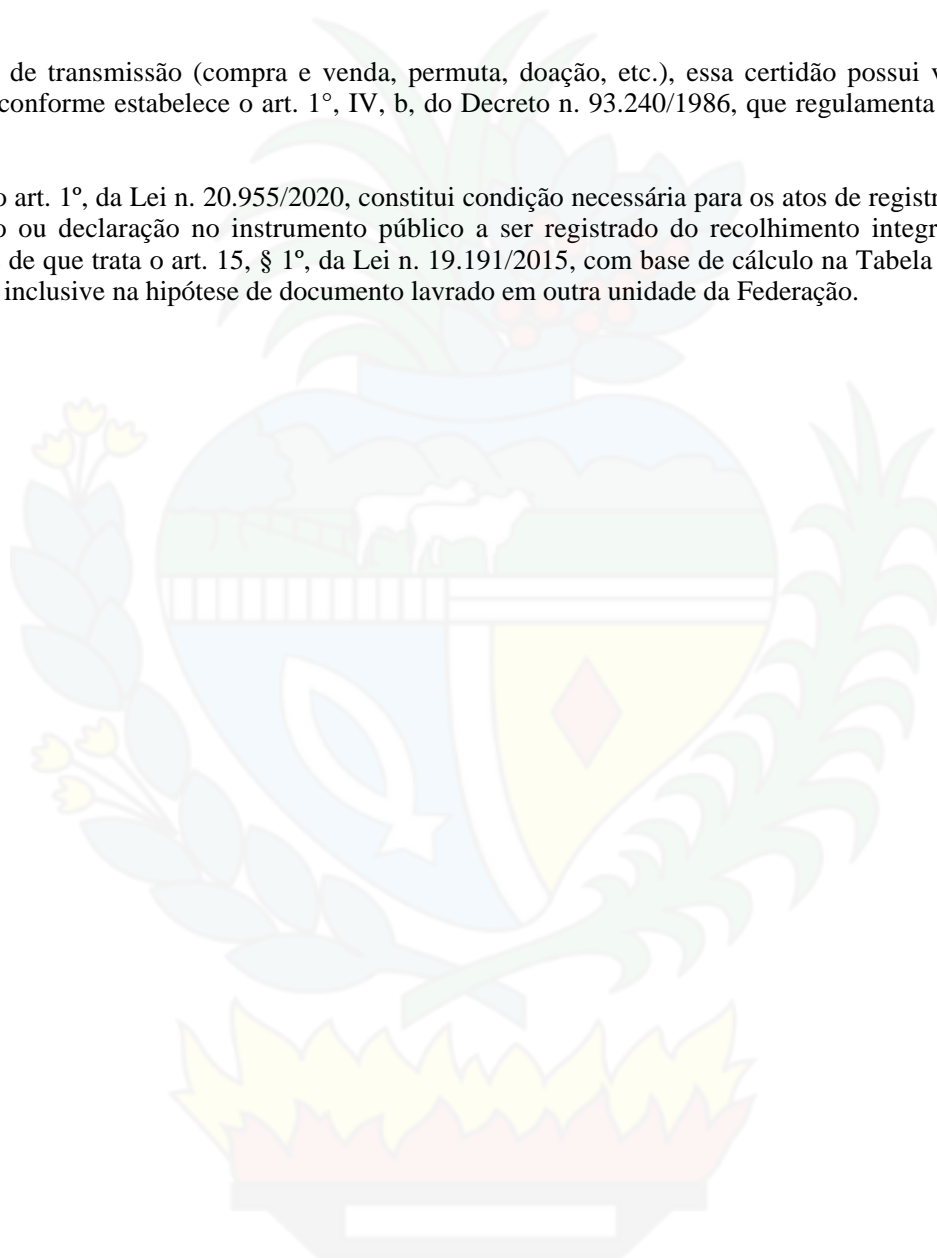 de transmissão (compra e venda, permuta, doação, etc.), essa certidão possui
conforme estabelece o art. 1°, IV, b, do Decreto n. 93.240/1986, que regulamenta
o art. 1º, da Lei n. 20.955/2020, constitui condição necessária para os atos de
o ou declaração no instrumento público a ser registrado do recolhimento
de que trata o art. 15, § 1º, da Lei n. 19.191/2015, com base de cálculo na Tabela
inclusive na hipótese de documento lavrado em outra unidade da Federação.